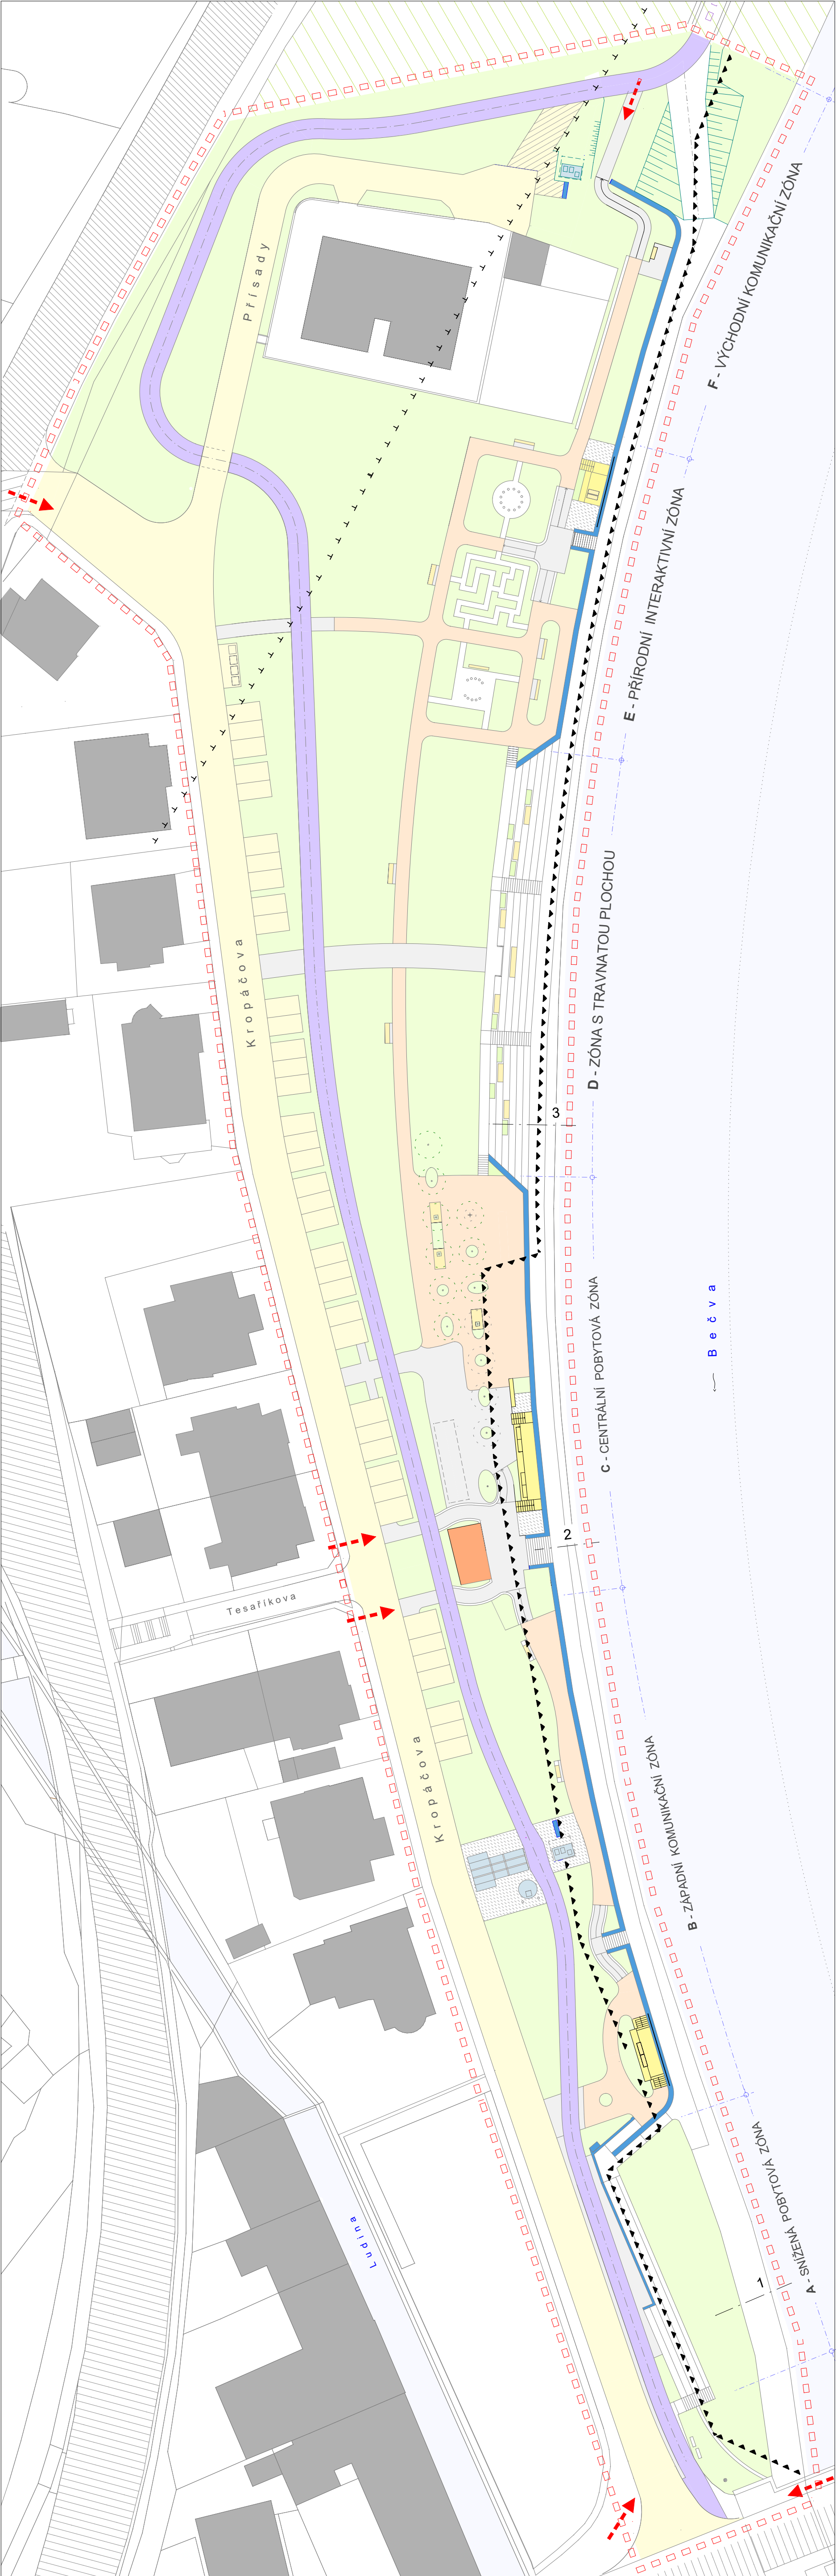 F - VÝCHODNÍ KOMUNIKAČNÍ ZÓNA
Přísady
E - PŘÍRODNÍ INTERAKTIVNÍ ZÓNA
D - ZÓNA S TRAVNATOU PLOCHOU
Kropáčova
3
C - CENTRÁLNÍ POBYTOVÁ ZÓNA
Bečva
2
Tesaříkova
Kropáčova
B - ZÁPADNÍ KOMUNIKAČNÍ ZÓNA
A - SNÍŽENÁ POBYTOVÁ ZÓNA
Ludina
1